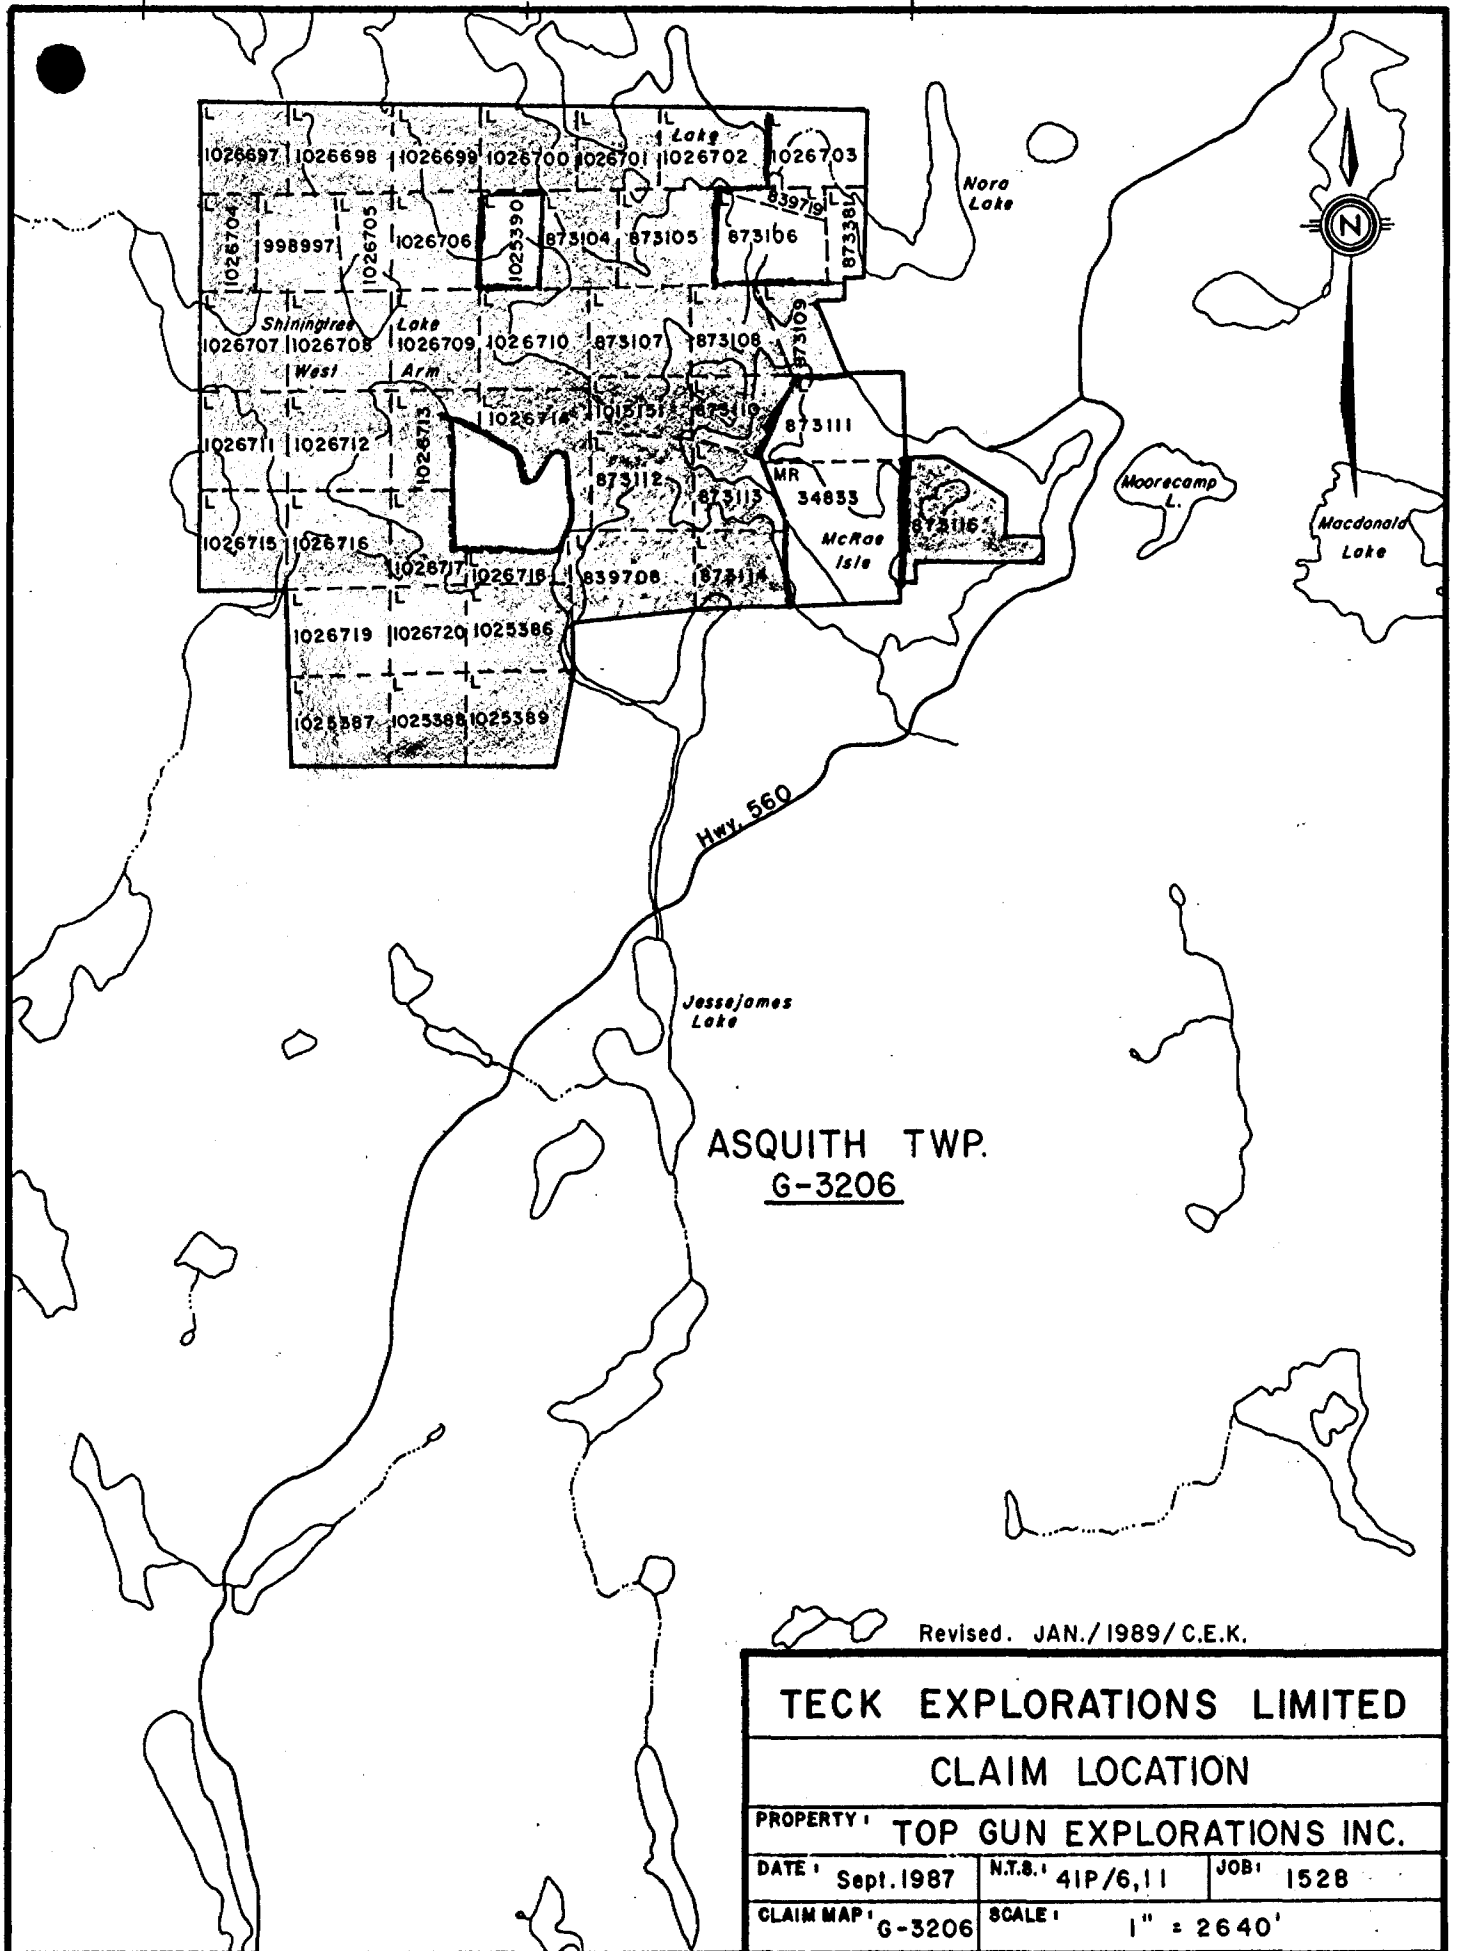 Lake
1026697 1026698 1026699 1026700 1026701 1026702 1026703
1026704 998997 1026705 1026706 1025390 873104 873105 873106 839719 873381
Nora
Lake
N
Shiningtree Lake
1026707 1026708 1026709 1026710 873107 873108 873109
West Arm
1026711 1026712 1026713 1026714 1015151 873110 873111
MR
873112 873113 34833
Moorecamp
L.
McRae
Isle
873116
Macdonald
Lake
1026715 1026716 1026717 1026718 839708 873114
1026719 1026720 1025386
1025387 1025388 1025389
Hwy. 560
Jessejames
Lake
ASQUITH TWP.
G-3206
Revised. JAN./1989/C.E.K.
TECK EXPLORATIONS LIMITED
CLAIM LOCATION
PROPERTY: TOP GUN EXPLORATIONS INC.
DATE: Sept. 1987 N.T.S.: 41P/6,11 JOB: 1528
CLAIM MAP: G-3206 SCALE: 1" = 2640'